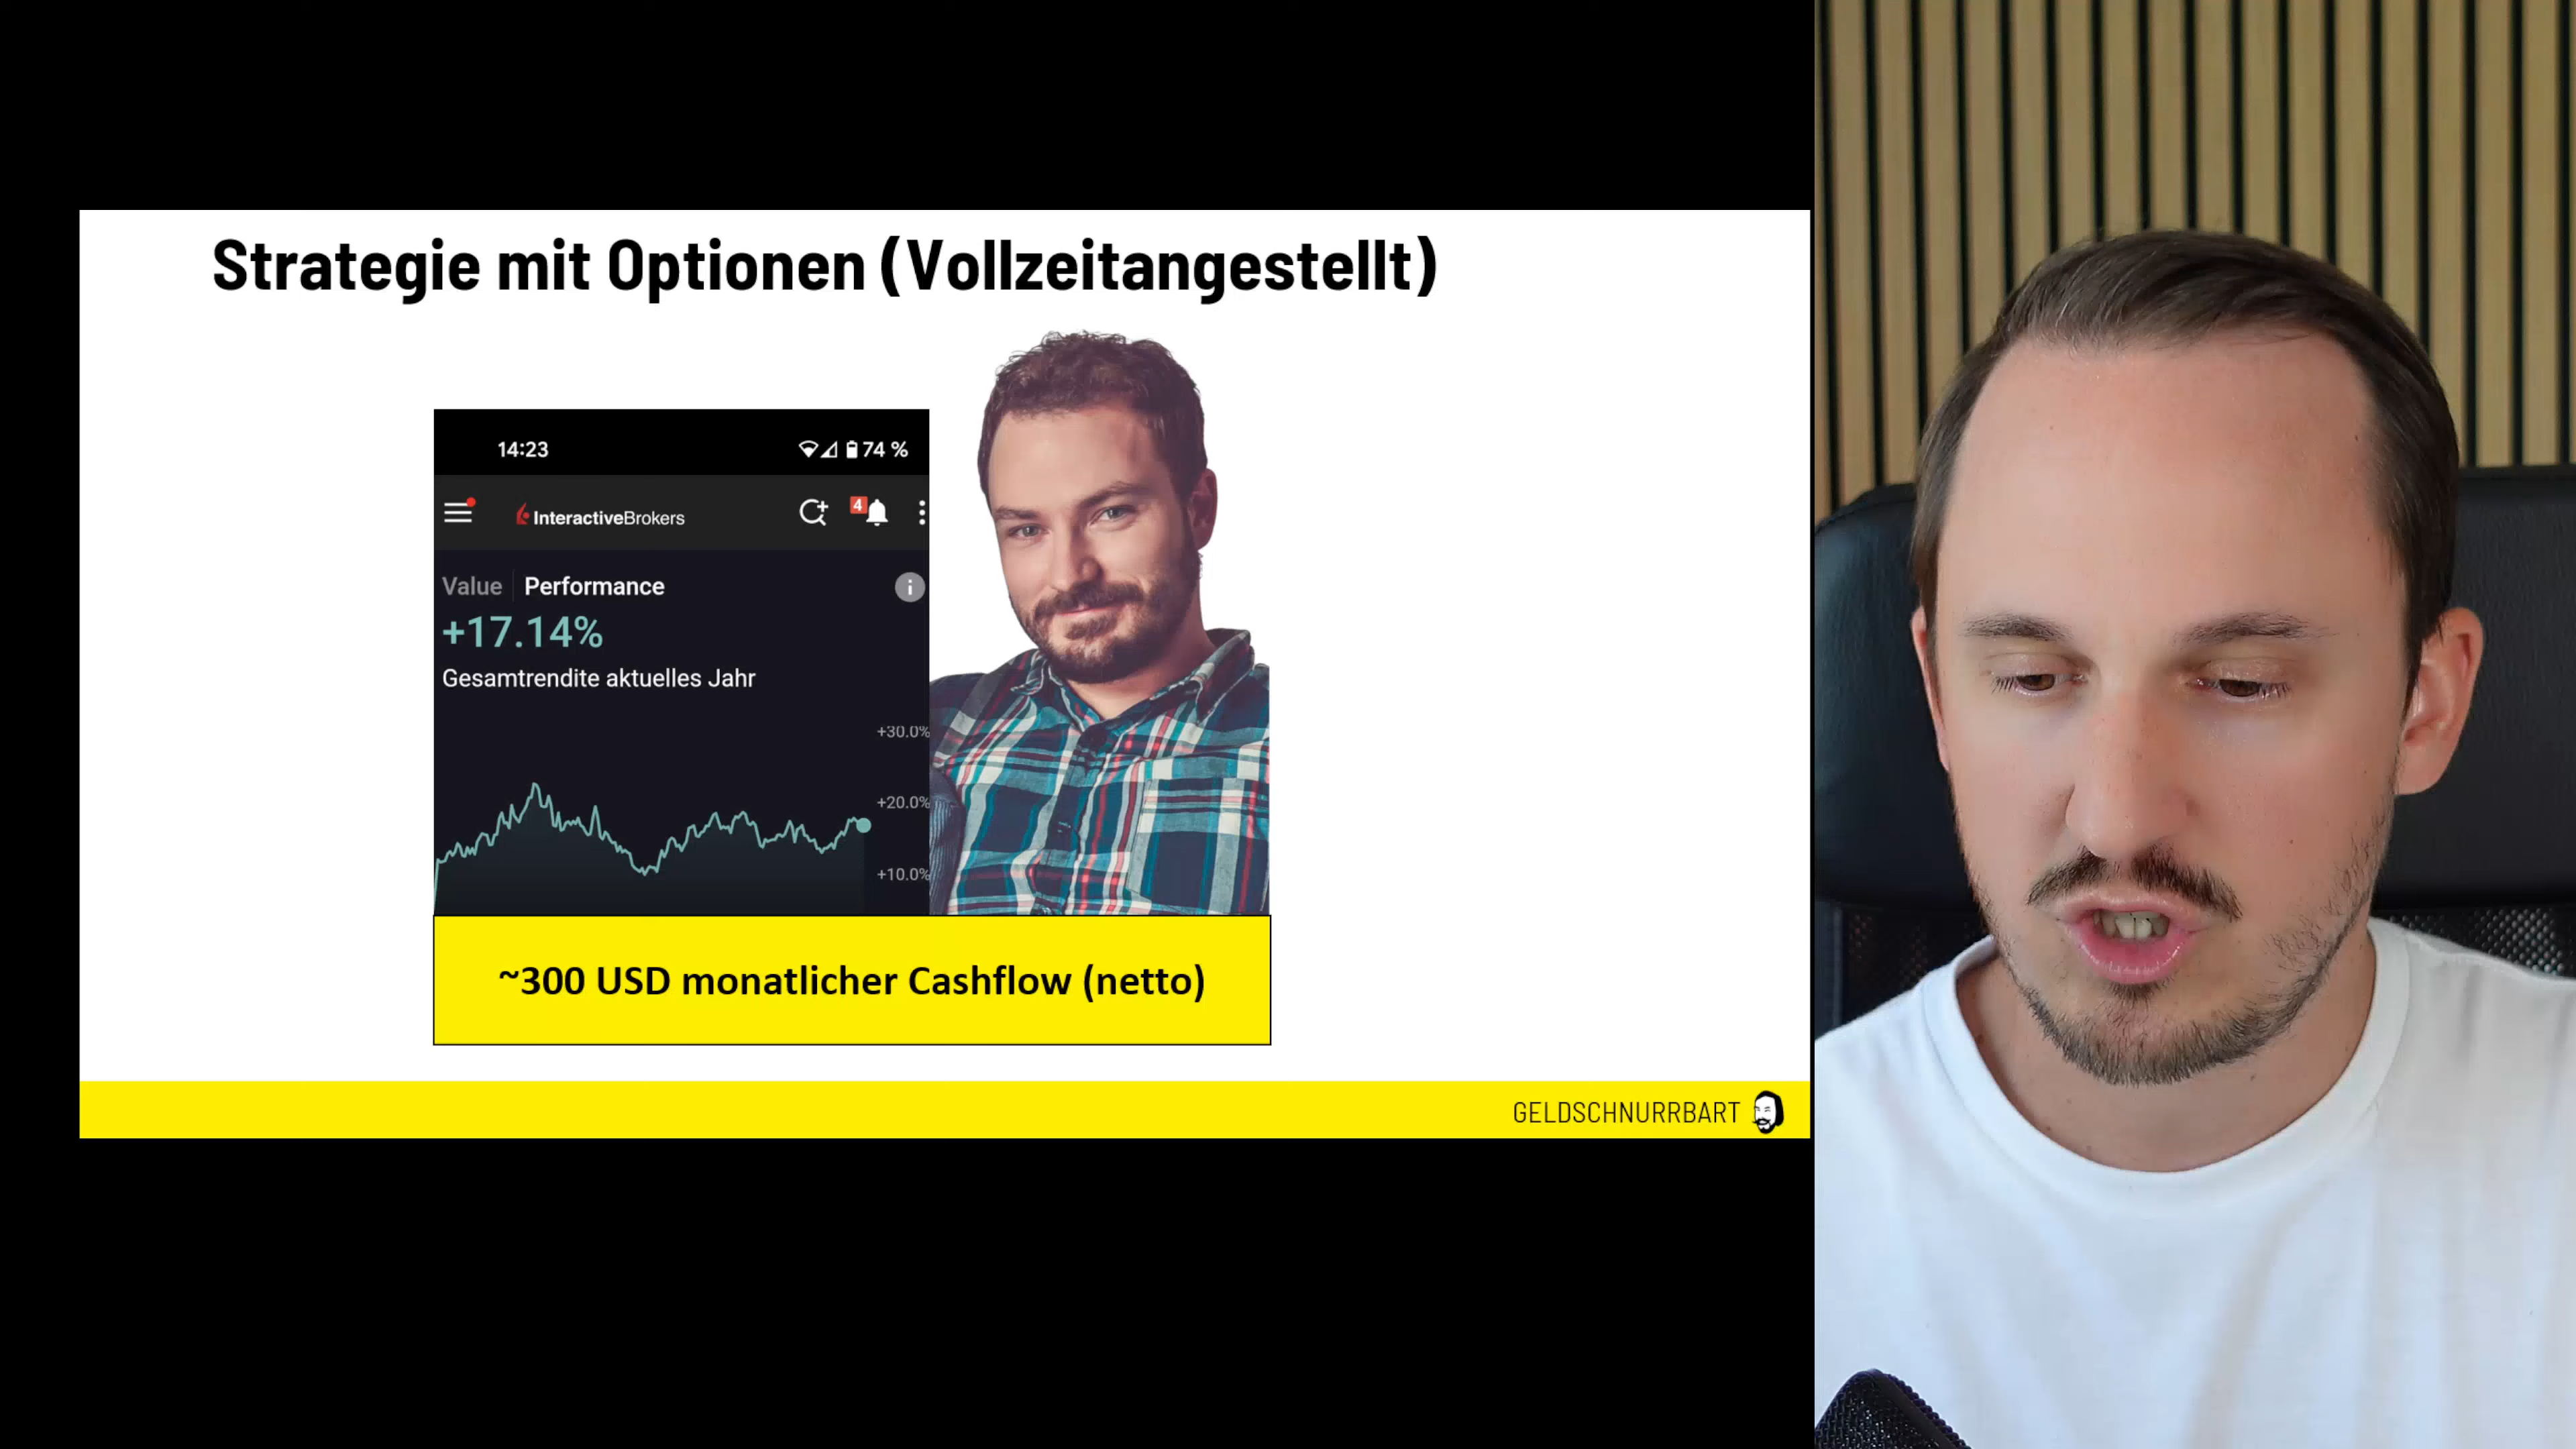 Strategie mit Optionen (Vollzeitangestellt)
14:23
74 %
InteractiveBrokers
4
Value | Performance
+17.14%
Gesamtrendite aktuelles Jahr
+30.0%
+20.0%
+10.0%
~300 USD monatlicher Cashflow (netto)
GELDSCHNURRBART